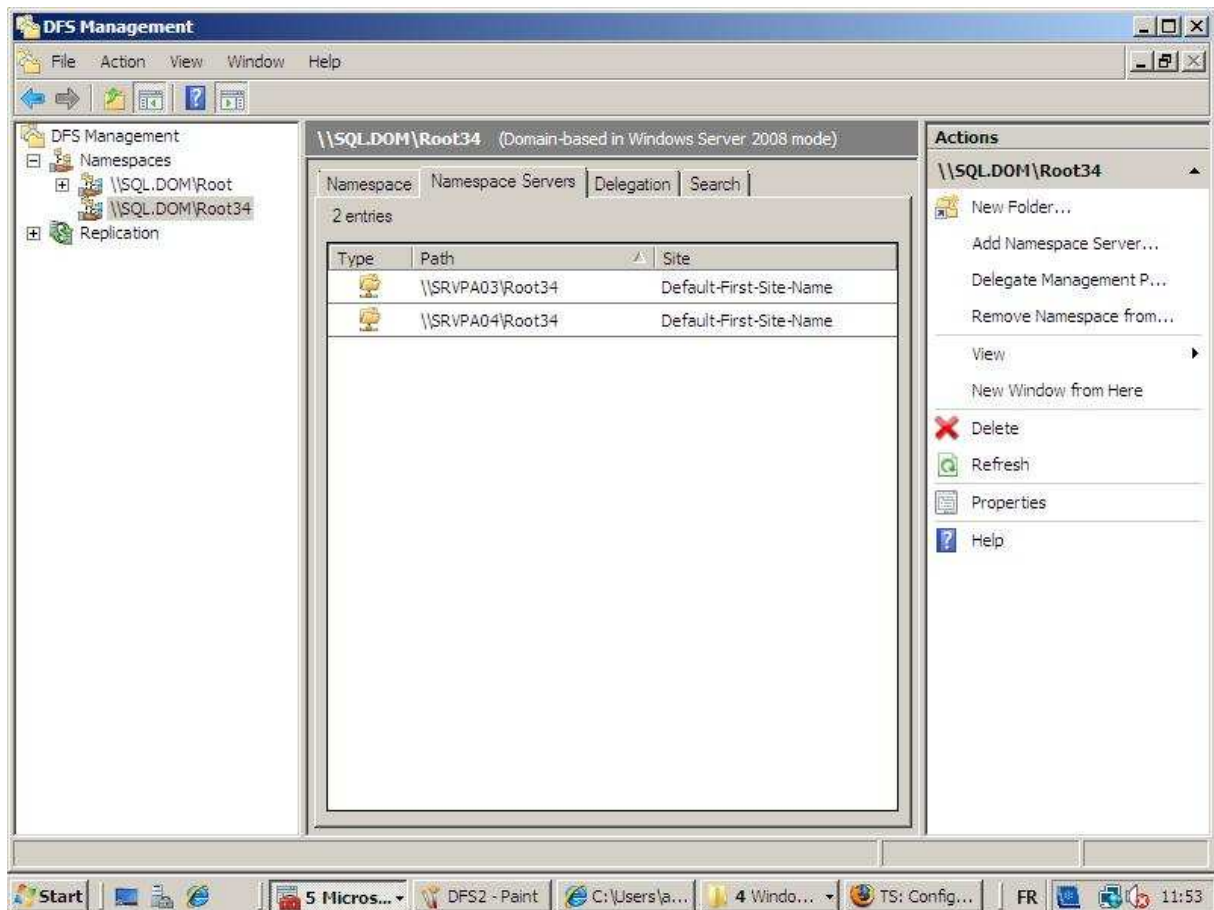 DFS Management
File Action View Window Help
DFS Management
Namespaces
\\SQL.DOM\Root
\\SQL.DOM\Root34
Replication
\\SQL.DOM\Root34 (Domain-based in Windows Server 2008 mode)
Namespace Namespace Servers Delegation Search
2 entries
Type Path Site
\\SRVPA03\Root34 Default-First-Site-Name
\\SRVPA04\Root34 Default-First-Site-Name
Actions
\\SQL.DOM\Root34
New Folder...
Add Namespace Server...
Delegate Management P...
Remove Namespace from...
View
New Window from Here
Delete
Refresh
Properties
Help
Start 5 Micros... DFS2 - Paint C:\Users\a... 4 Windo... TS: Config... FR 11:53